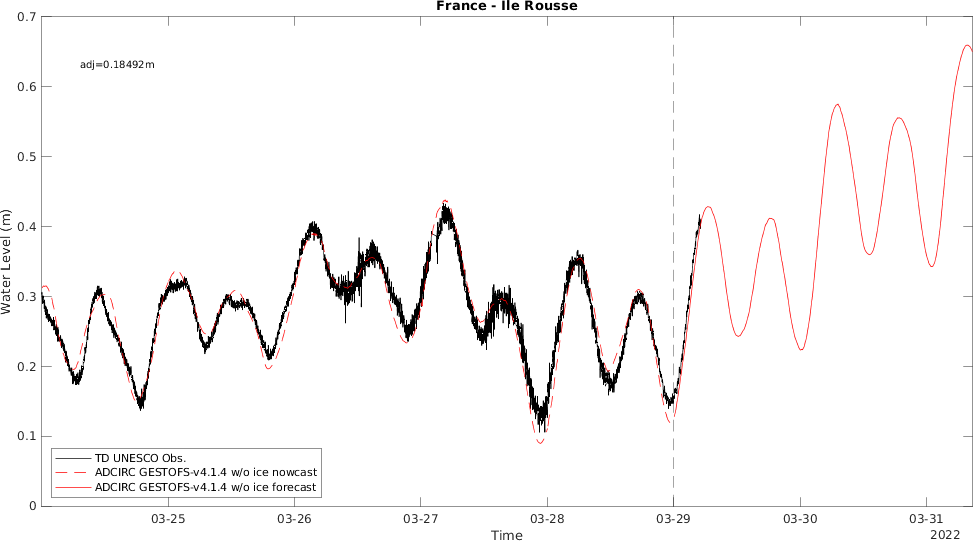 France - Ile Rousse
0.7
adj=0.18492m
0.6
0.5
0.4
0.3
0.2
0.1
0
Water Level (m)
TD UNESCO Obs.
ADCIRC GESTOFS-v4.1.4 w/o ice nowcast
ADCIRC GESTOFS-v4.1.4 w/o ice forecast
03-25 03-26 03-27 03-28 03-29 03-30 03-31
Time
2022